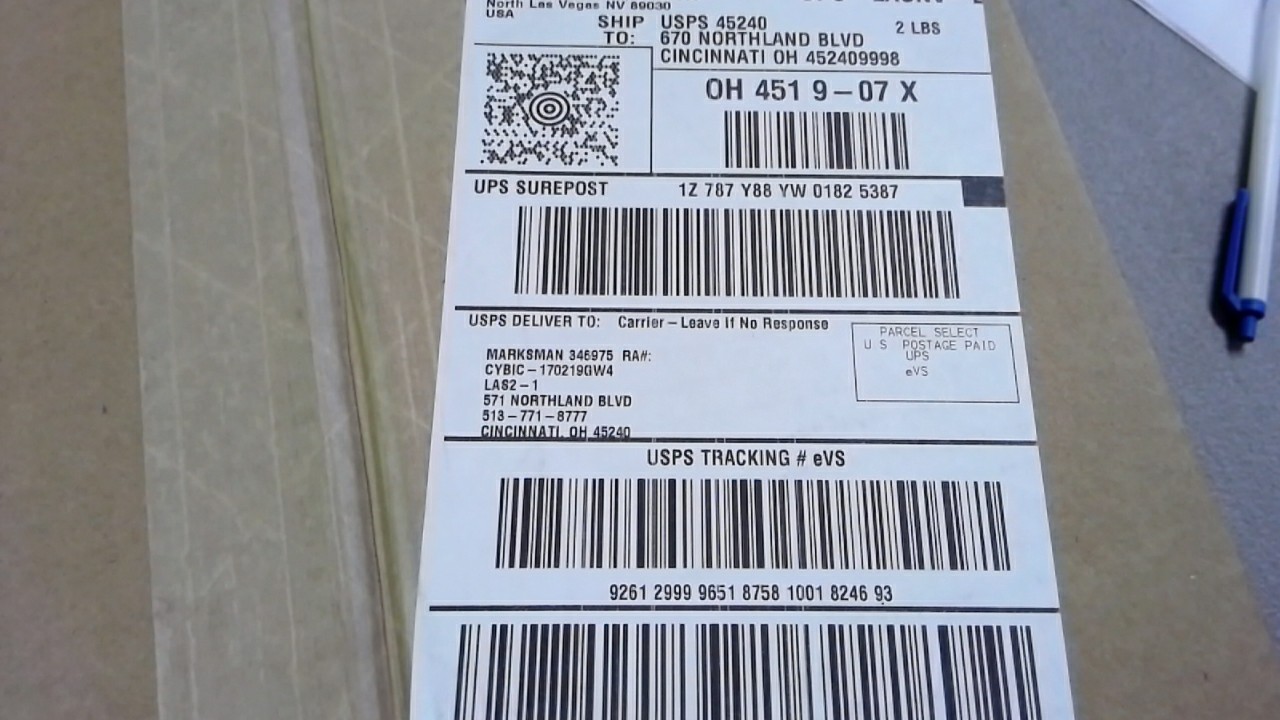 North Las Vegas NV 89030
USA
SHIP TO:
USPS 45240
2 LBS
670 NORTHLAND BLVD
CINCINNATI OH 452409998
OH 451 9-07 X
UPS SUREPOST
1Z 787 Y88 YW 0182 5387
USPS DELIVER TO: Carrier-Leave If No Response
PARCEL SELECT
U S POSTAGE PAID
UPS
eVS
MARKSMAN 346975 RA#:
CYBIC-170219GW4
LAS2-1
571 NORTHLAND BLVD
513-771-8777
CINCINNATI, OH 45240
USPS TRACKING # eVS
9261 2999 9651 8758 1001 8246 93